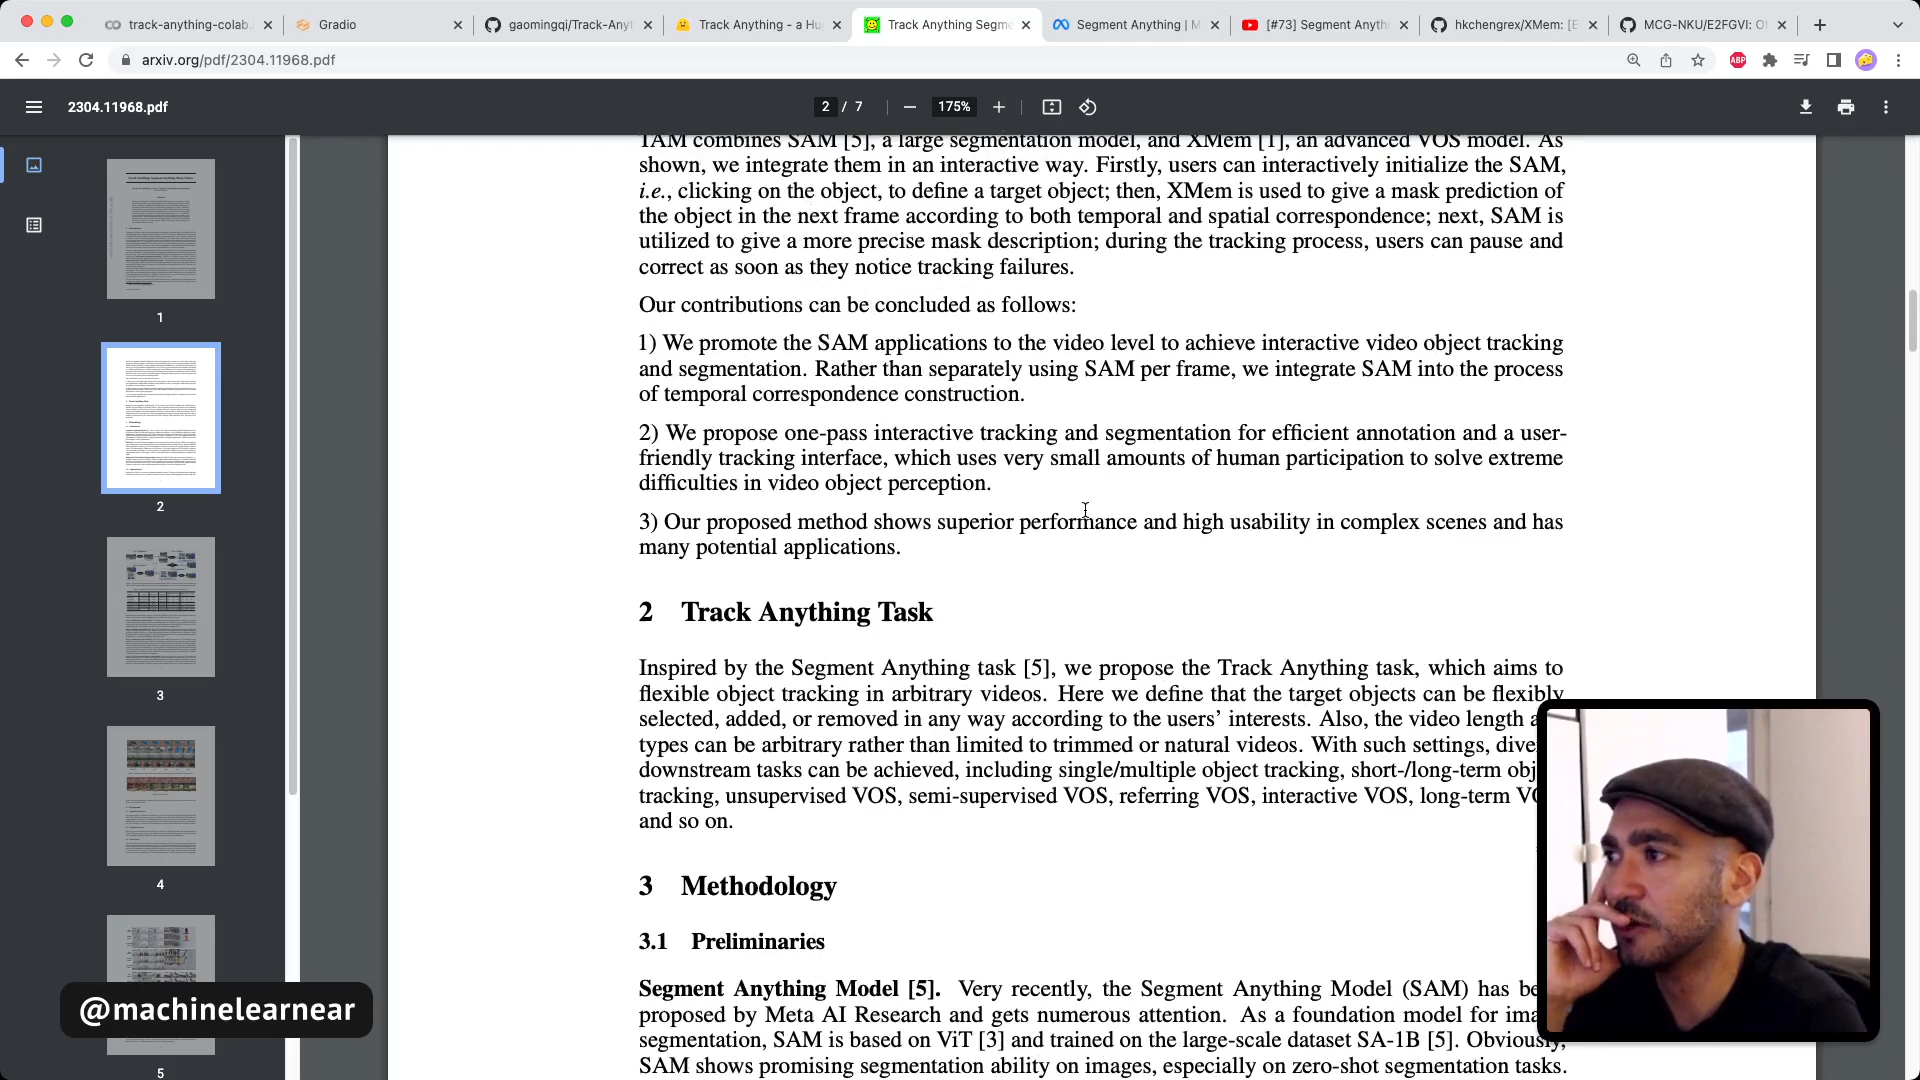 track-anything-colab.
Gradio
gaomingqi/Track-Anyt
Track Anything - a Hu
Track Anything Segme
Segment Anything | M
[#73] Segment Anythi
hkchengrex/XMem: [E
MCG-NKU/E2FGVI: Of
arxiv.org/pdf/2304.11968.pdf
ABP
2304.11968.pdf
2 / 7
175%
TAM combines SAM [5], a large segmentation model, and XMem [1], an advanced VOS model. As
shown, we integrate them in an interactive way. Firstly, users can interactively initialize the SAM,
i.e., clicking on the object, to define a target object; then, XMem is used to give a mask prediction of
the object in the next frame according to both temporal and spatial correspondence; next, SAM is
utilized to give a more precise mask description; during the tracking process, users can pause and
correct as soon as they notice tracking failures.
Our contributions can be concluded as follows:
1) We promote the SAM applications to the video level to achieve interactive video object tracking
and segmentation. Rather than separately using SAM per frame, we integrate SAM into the process
of temporal correspondence construction.
2) We propose one-pass interactive tracking and segmentation for efficient annotation and a user-
friendly tracking interface, which uses very small amounts of human participation to solve extreme
difficulties in video object perception.
3) Our proposed method shows superior performance and high usability in complex scenes and has
many potential applications.
2 Track Anything Task
Inspired by the Segment Anything task [5], we propose the Track Anything task, which aims to
flexible object tracking in arbitrary videos. Here we define that the target objects can be flexibly
selected, added, or removed in any way according to the users' interests. Also, the video length a
types can be arbitrary rather than limited to trimmed or natural videos. With such settings, dive
downstream tasks can be achieved, including single/multiple object tracking, short-/long-term obj
tracking, unsupervised VOS, semi-supervised VOS, referring VOS, interactive VOS, long-term VO
and so on.
3 Methodology
3.1 Preliminaries
Segment Anything Model [5]. Very recently, the Segment Anything Model (SAM) has be
proposed by Meta AI Research and gets numerous attention. As a foundation model for ima
segmentation, SAM is based on ViT [3] and trained on the large-scale dataset SA-1B [5]. Obviously,
SAM shows promising segmentation ability on images, especially on zero-shot segmentation tasks.
1
2
3
4
5
@machinelearnear